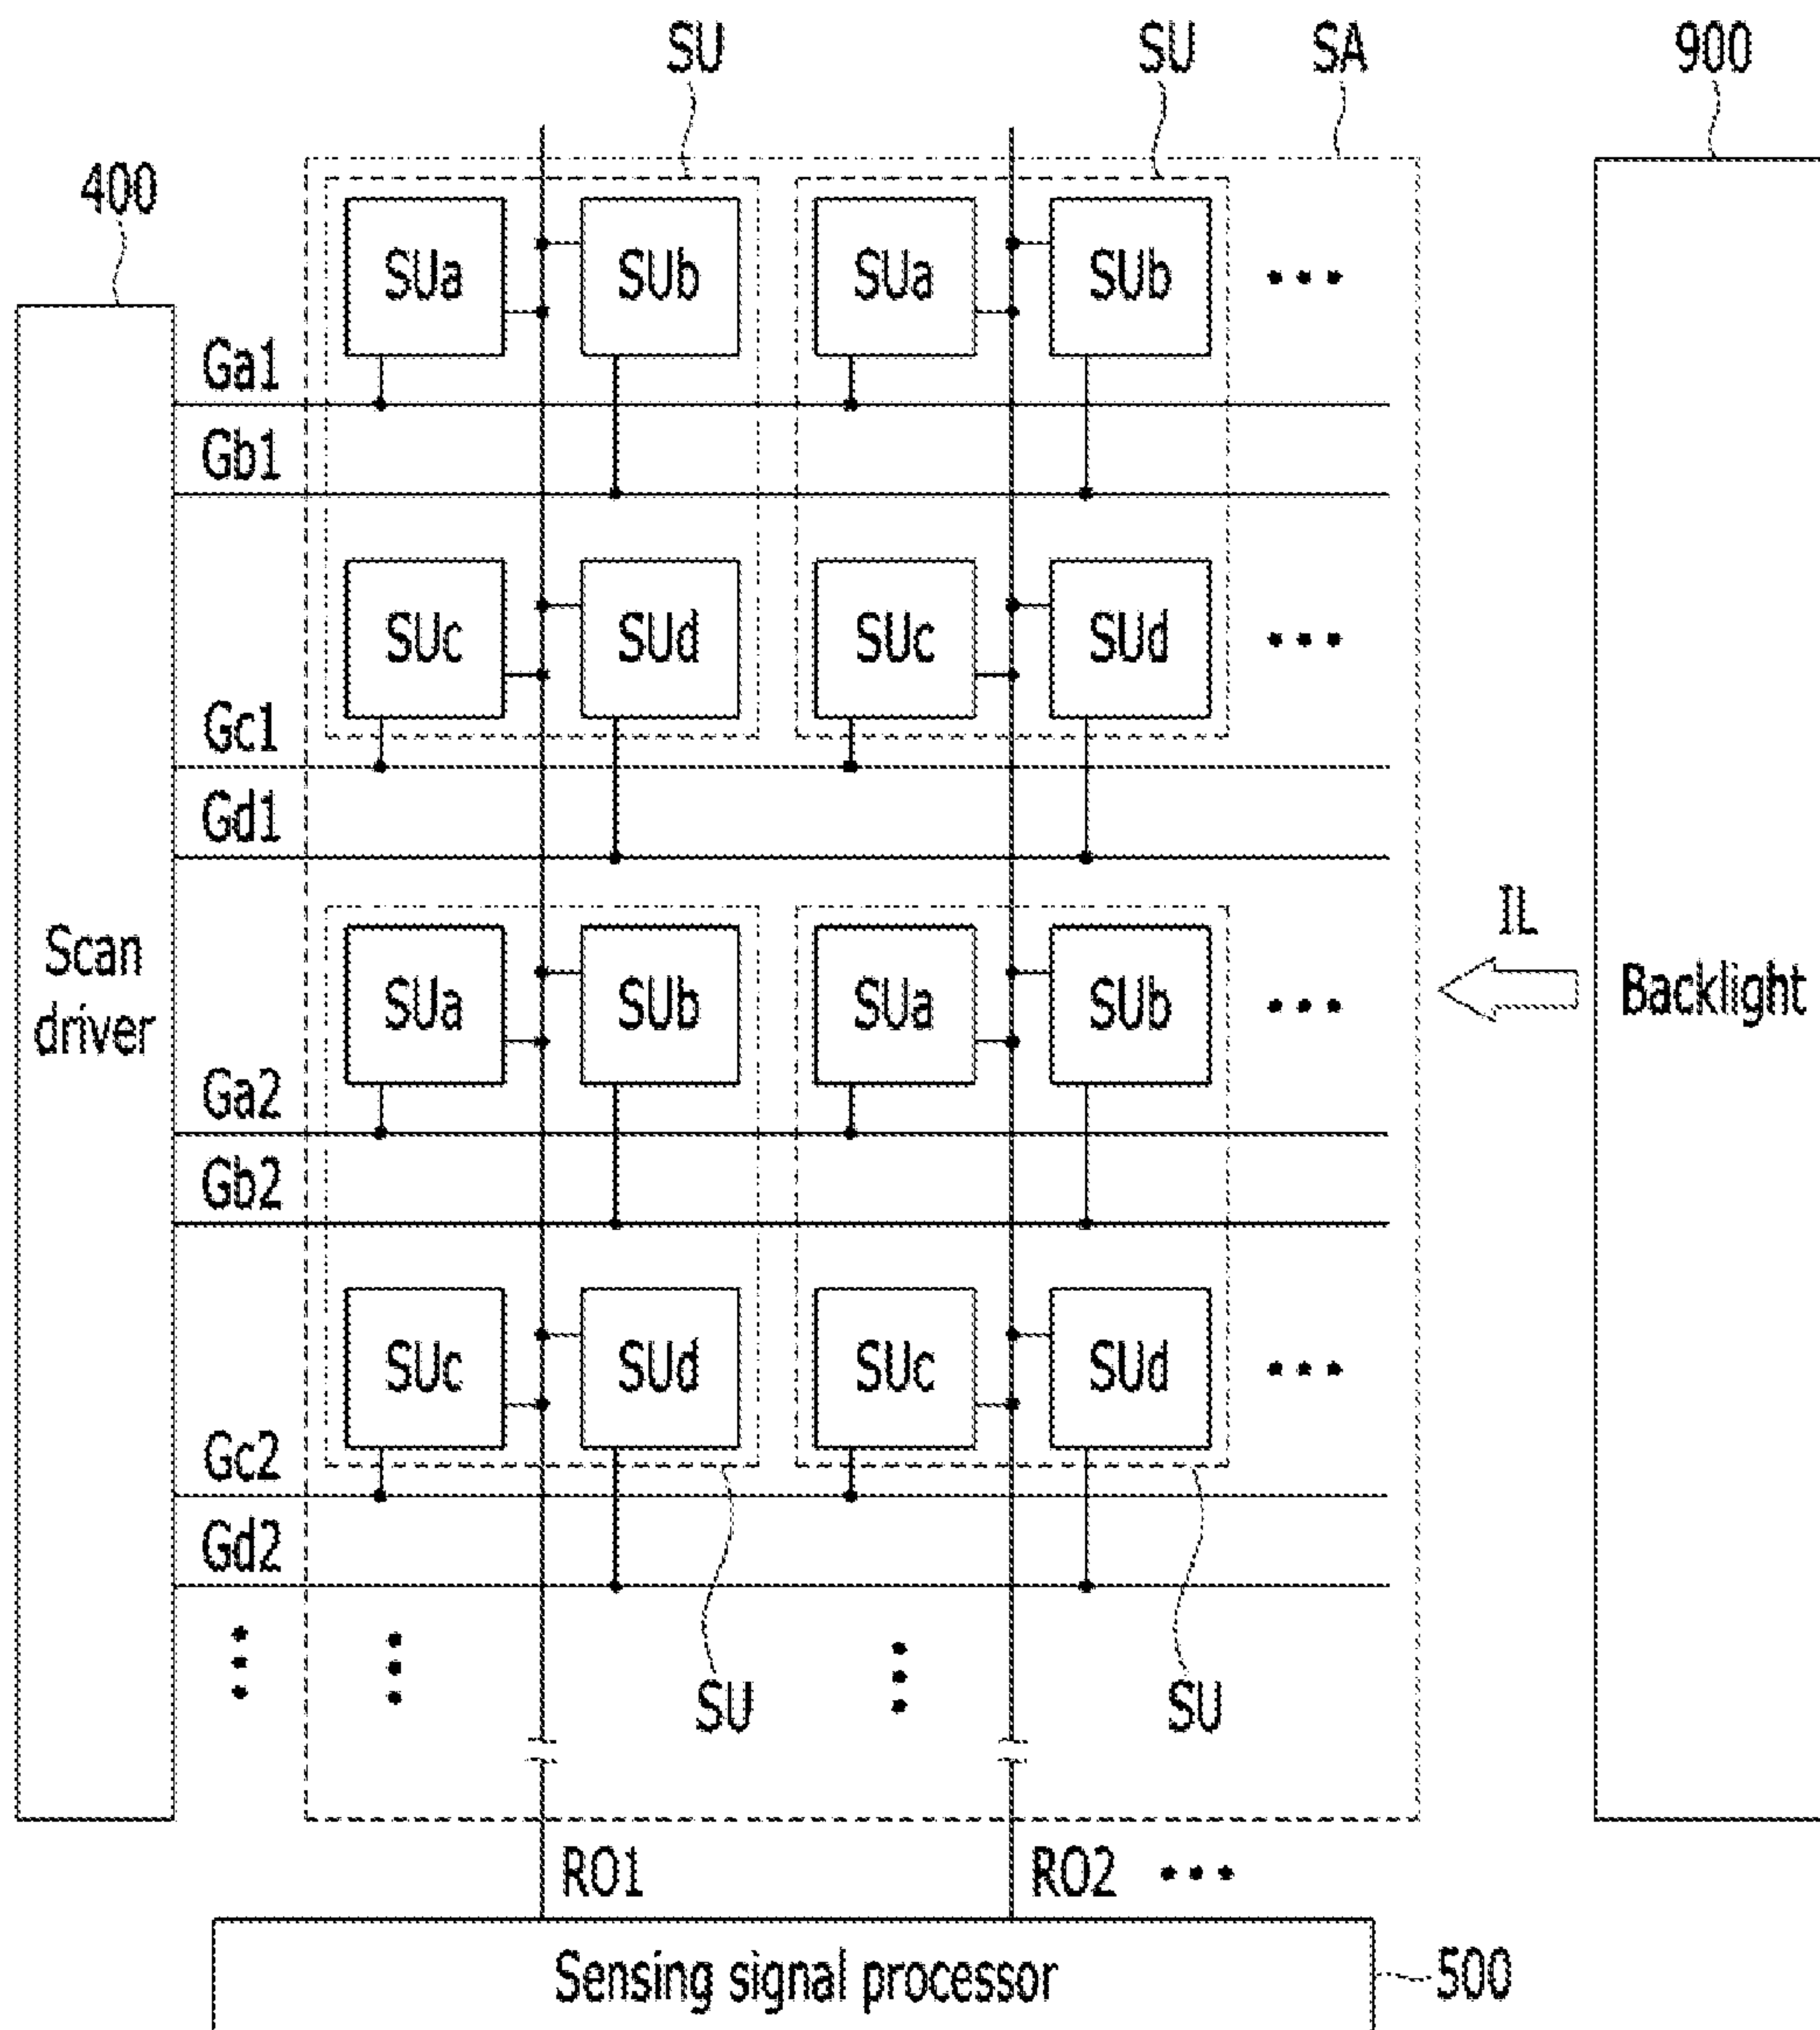 SU SU SA 900
400
SUa SUb SUa SUb
Ga1
Gb1
SUc SUd SUc SUd
Gc1
Gd1
SUa SUb SUa SUb
IL
Scan
driver
Backlight
Ga2
Gb2
SUc SUd SUc SUd
Gc2
Gd2
SU SU
RO1 RO2
Sensing signal processor 500